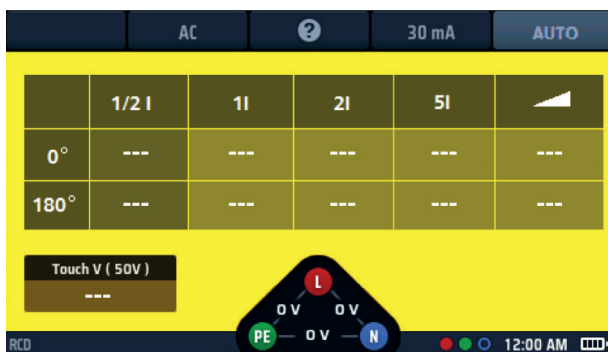 AC ? 30 mA AUTO
1/2 I 1I 2I 5I
0° --- --- --- --- ---
180° --- --- --- --- ---
Touch V ( 50V )
---
L
0 V 0 V
PE 0 V N
RCD 12:00 AM